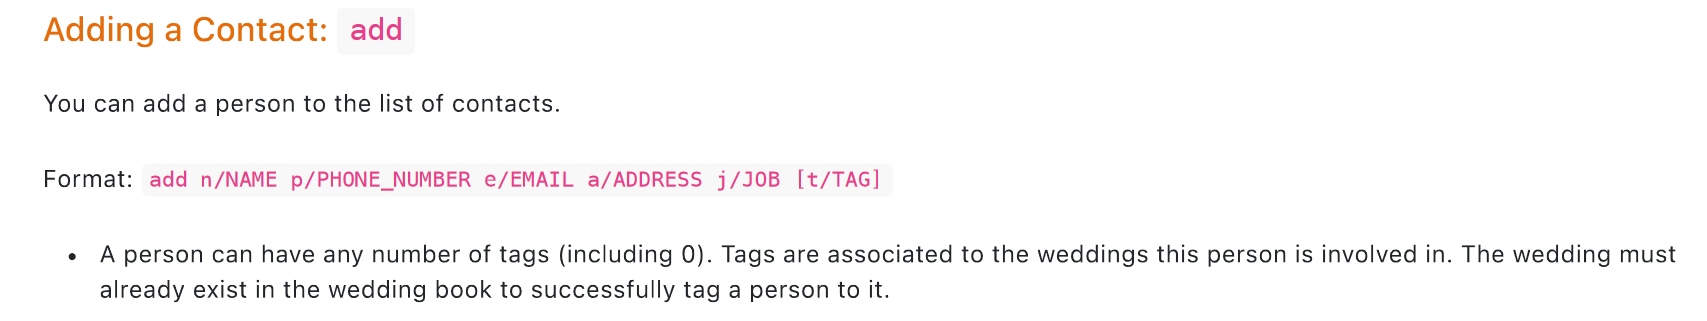 Adding a Contact: add
You can add a person to the list of contacts.
Format: add n/NAME p/PHONE_NUMBER e/EMAIL a/ADDRESS j/JOB [t/TAG]
• A person can have any number of tags (including 0). Tags are associated to the weddings this person is involved in. The wedding must
already exist in the wedding book to successfully tag a person to it.